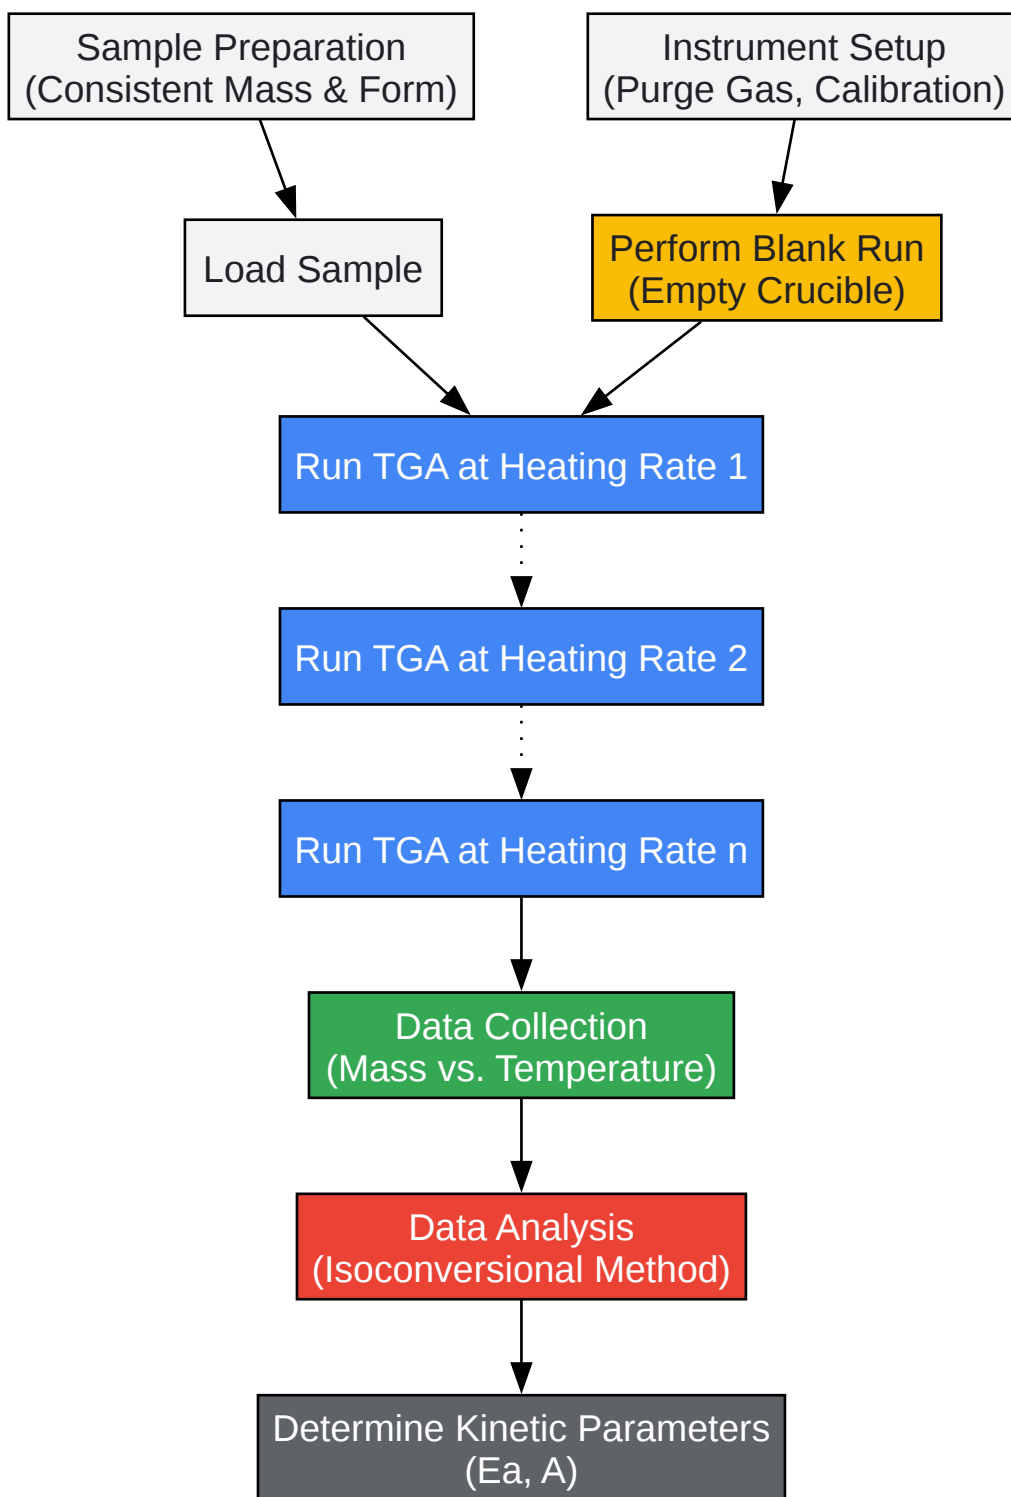 Sample Preparation
(Consistent Mass & Form)
Instrument Setup
(Purge Gas, Calibration)
Load Sample
Perform Blank Run
(Empty Crucible)
Run TGA at Heating Rate 1
Run TGA at Heating Rate 2
Run TGA at Heating Rate n
Data Collection
(Mass vs. Temperature)
Data Analysis
(Isoconversional Method)
Determine Kinetic Parameters
(Ea, A)